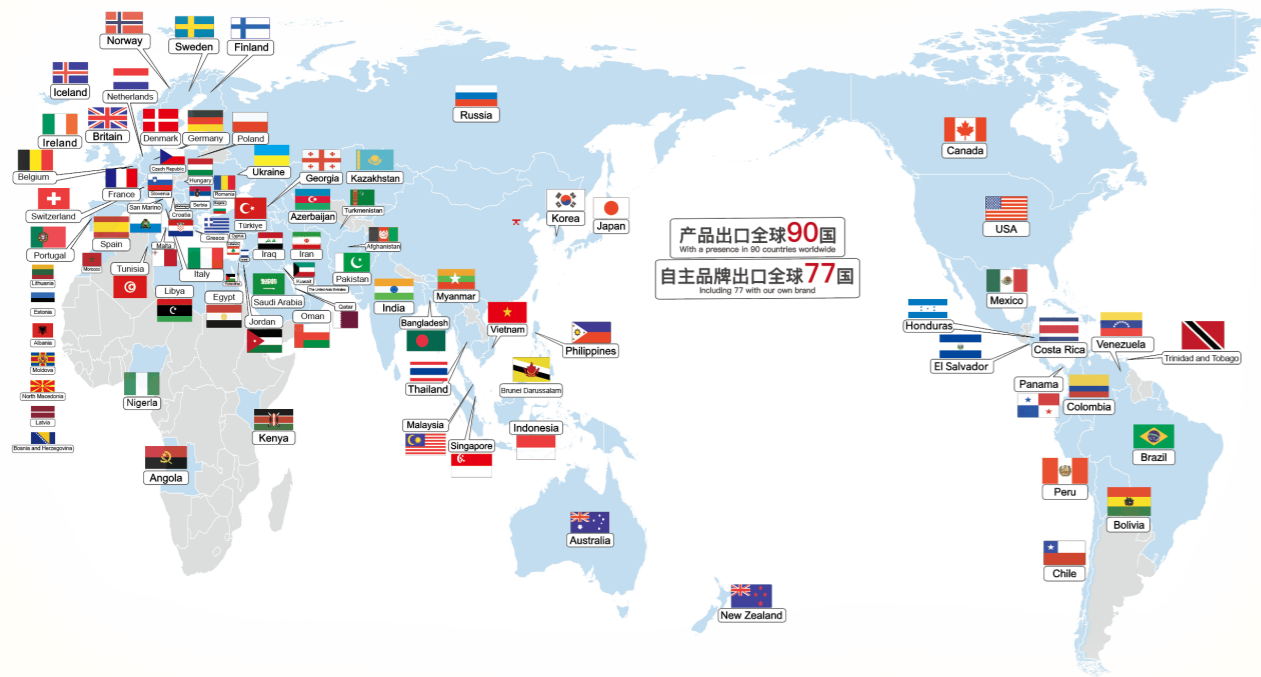 Norway
Sweden
Finland
Iceland
Netherlands
Russia
Ireland
Britain
Denmark
Germany
Poland
Canada
Belgium
Czech Republic
Hungary
Ukraine
Georgia
Kazakhstan
France
Slovenia
Romania
Switzerland
San Marino
Serbia
Croatia
Türkiye
Azerbaijan
Turkmenistan
Korea
Japan
USA
Portugal
Spain
Malta
Greece
Iraq
Iran
Afghanistan
产品出口全球90国
With a presence in 90 countries worldwide
自主品牌出口全球77国
Including 77 with our own brand
Morocco
Tunisia
Italy
Kuwait
Pakistan
The United Arab Emirates
Lithuania
Libya
Egypt
Saudi Arabia
Qatar
India
Myanmar
Mexico
Estonia
Jordan
Oman
Bangladesh
Vietnam
Philippines
Honduras
Costa Rica
Venezuela
Trinidad and Tobago
Albania
El Salvador
Moldova
Thailand
Brunei Darussalam
Panama
Colombia
North Macedonia
Nigerla
Latvia
Kenya
Malaysia
Singapore
Indonesia
Bosnia and Herzegovina
Angola
Brazil
Peru
Bolivia
Australia
Chile
New Zealand